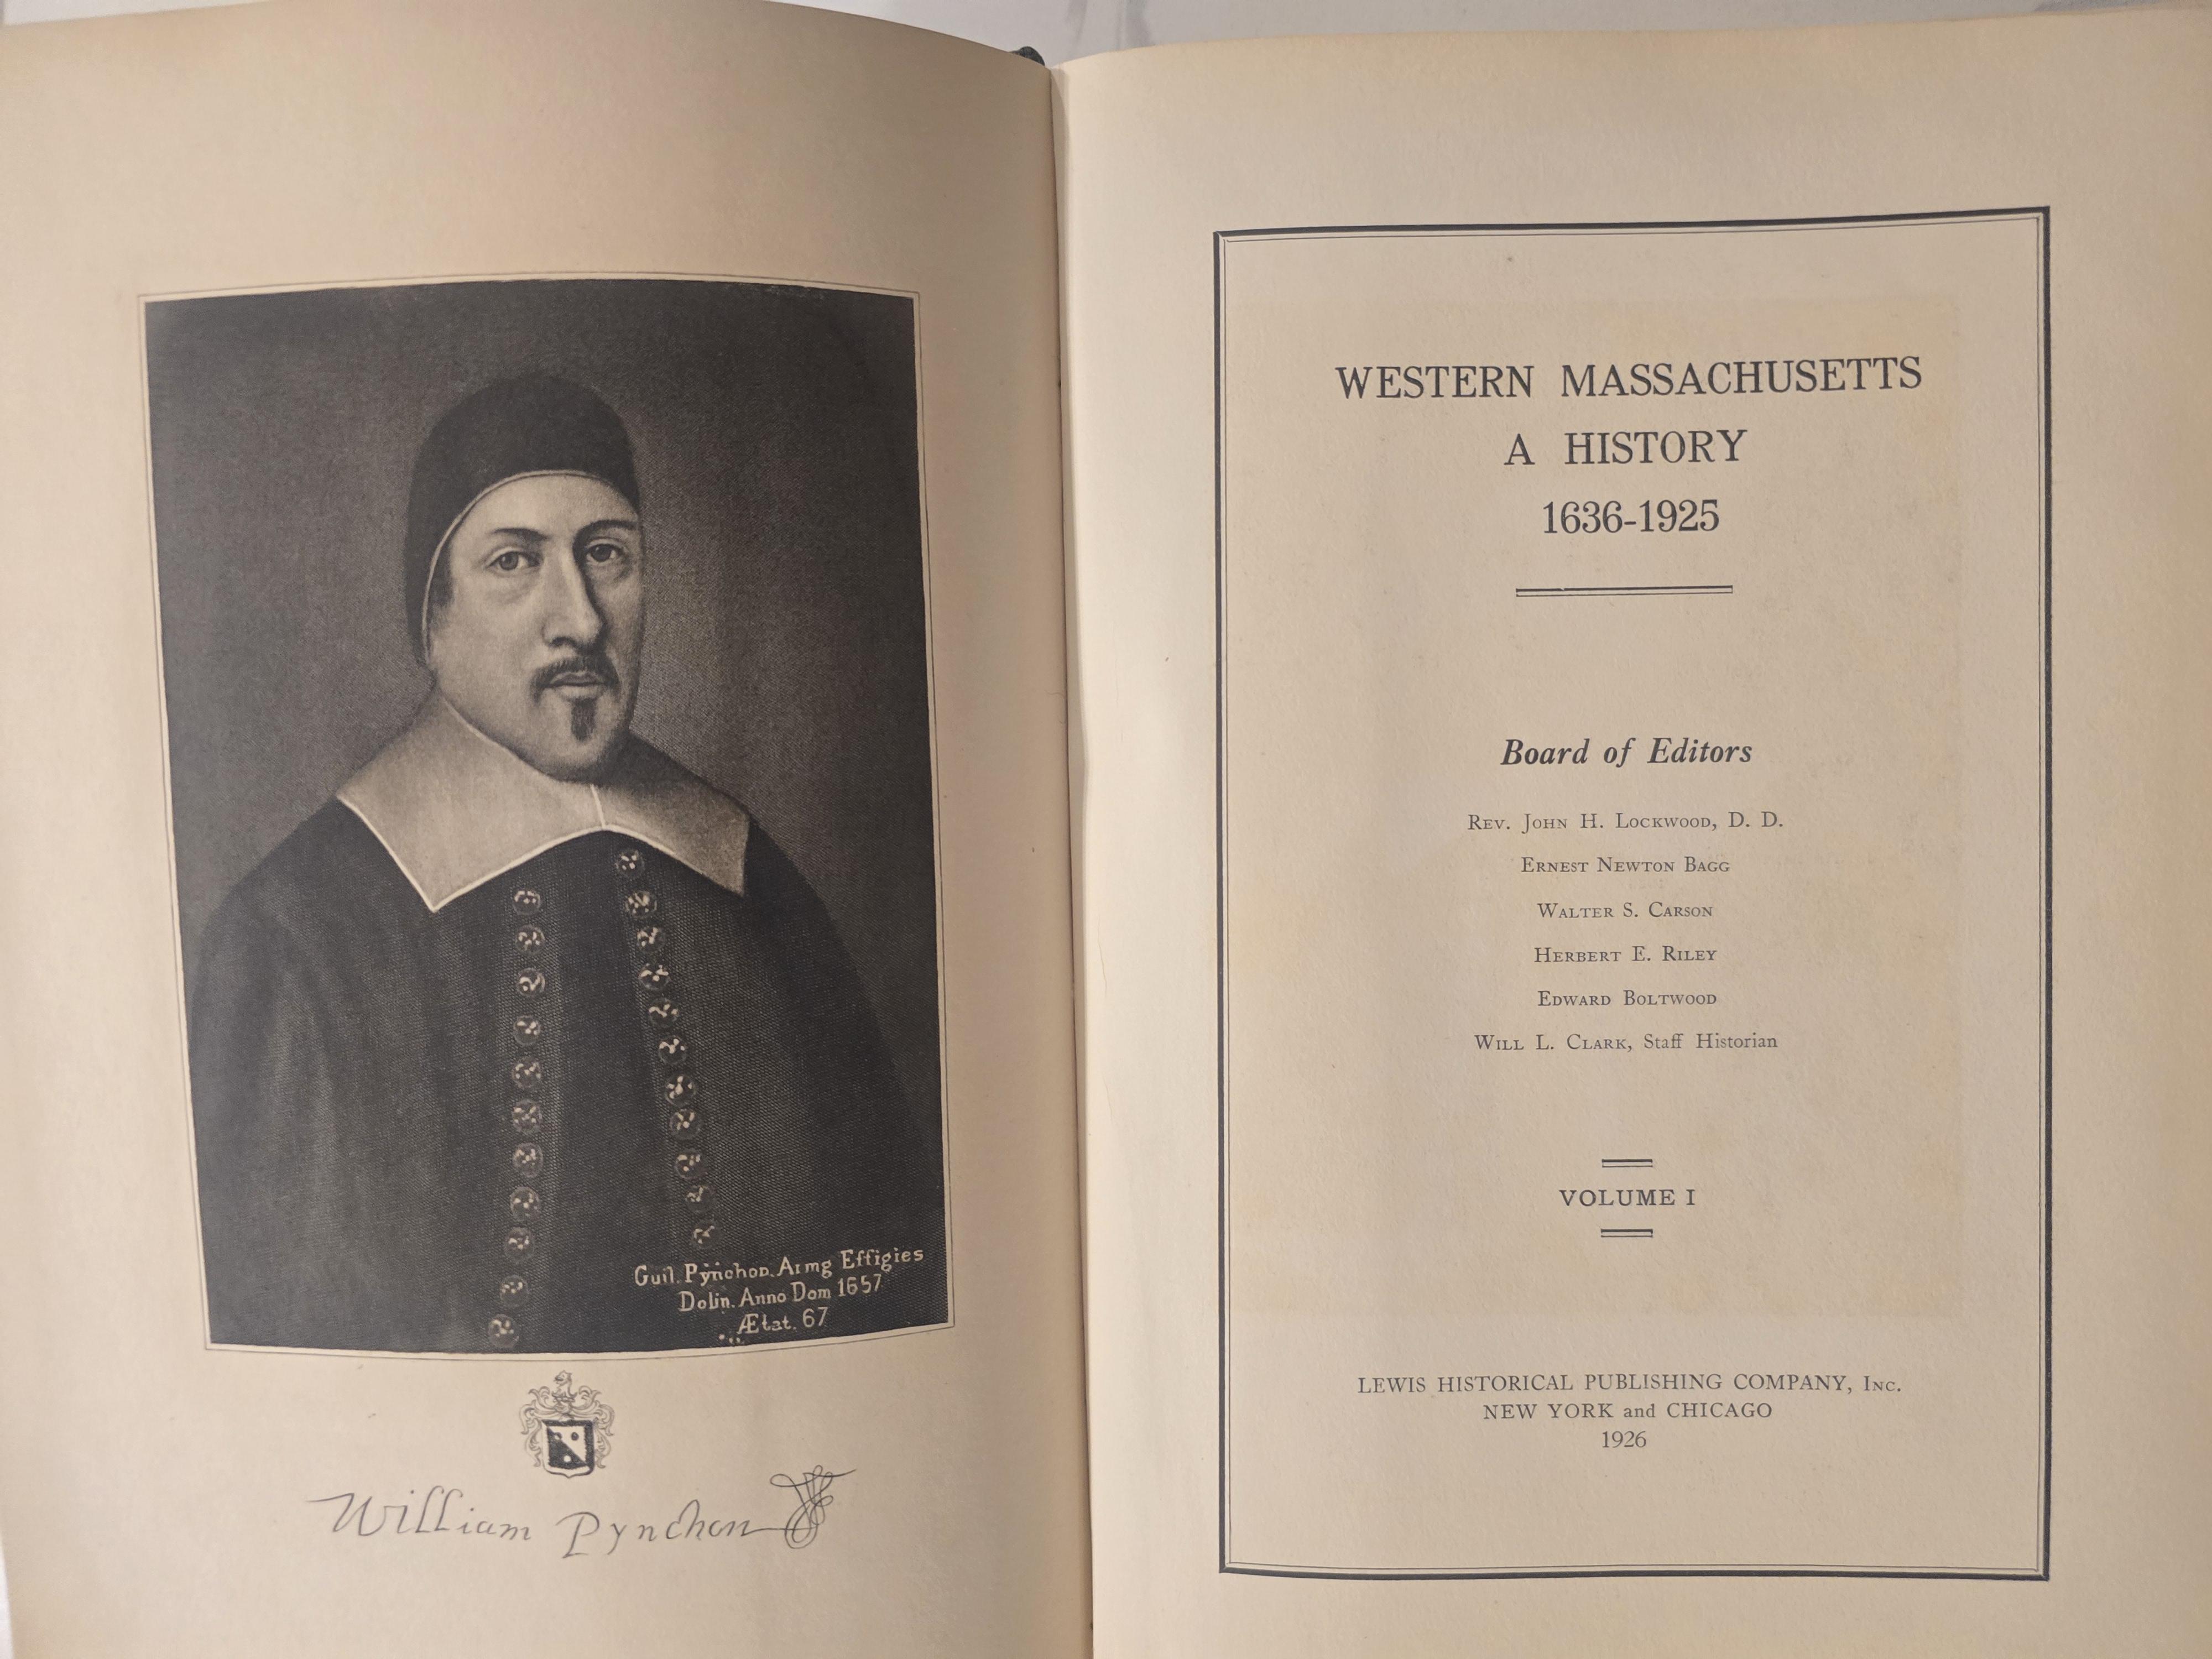 Guil. Pÿnchon. Armg Effigies
Delin. Anno Dom 1657
Ætat. 67
William Pynchon
WESTERN MASSACHUSETTS
A HISTORY
1636-1925
Board of Editors
REV. JOHN H. LOCKWOOD, D. D.
ERNEST NEWTON BAGG
WALTER S. CARSON
HERBERT E. RILEY
EDWARD BOLTWOOD
WILL L. CLARK, Staff Historian
VOLUME I
LEWIS HISTORICAL PUBLISHING COMPANY, INC.
NEW YORK and CHICAGO
1926